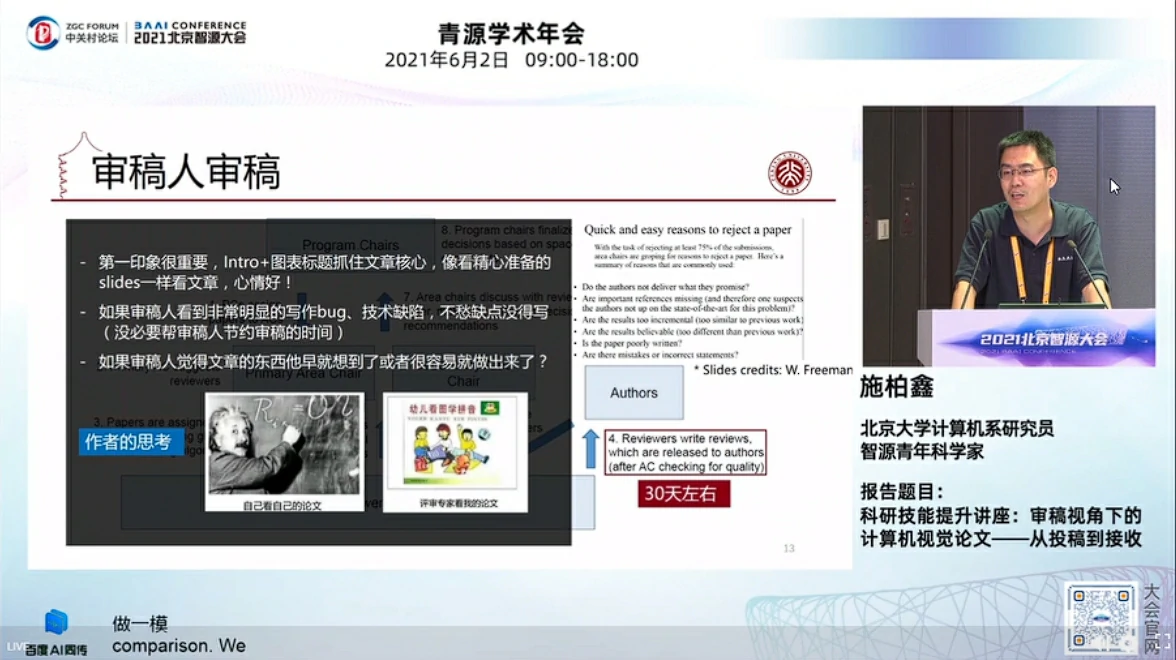 ZGC FORUM
中关村论坛
BAAI CONFERENCE
2021北京智源大会
青源学术年会
2021年6月2日 09:00-18:00
审稿人审稿
Program Chairs
8. Program chairs finalize
decisions based on space
- 第一印象很重要，Intro+图表标题抓住文章核心，像看精心准备的
slides一样看文章，心情好！
7. Area chairs discuss with
recommendations
- 如果审稿人看到非常明显的写作bug、技术缺陷，不愁缺点没得写
（没必要帮审稿人节约审稿的时间）
- 如果审稿人觉得文章的东西他早就想到了或者很容易就做出来了？
reviewers
Primary Area Chair
Chair
3. Papers are
作者的思考
自己看自己的论文
幼儿看图学拼音
评审专家看我的论文
Quick and easy reasons to reject a paper
With the task of rejecting at least 75% of the submissions,
area chairs are groping for reasons to reject a paper. Here's a
summary of reasons that are commonly used:
• Do the authors not deliver what they promise?
• Are important references missing (and therefore one suspects
the authors not up on the state-of-the-art for this problem)?
• Are the results too incremental (too similar to previous work)
• Are the results believable (too different than previous work)?
• Is the paper poorly written?
• Are there mistakes or incorrect statements?
* Slides credits: W. Freeman
Authors
4. Reviewers write reviews,
which are released to authors
(after AC checking for quality)
30天左右
13
2021北京智源大会
2021 BAAI CONFERENCE
施柏鑫
北京大学计算机系研究员
智源青年科学家
报告题目：
科研技能提升讲座：审稿视角下的
计算机视觉论文——从投稿到接收
大会官网
LIVE
百度AI同传
做一模
comparison. We